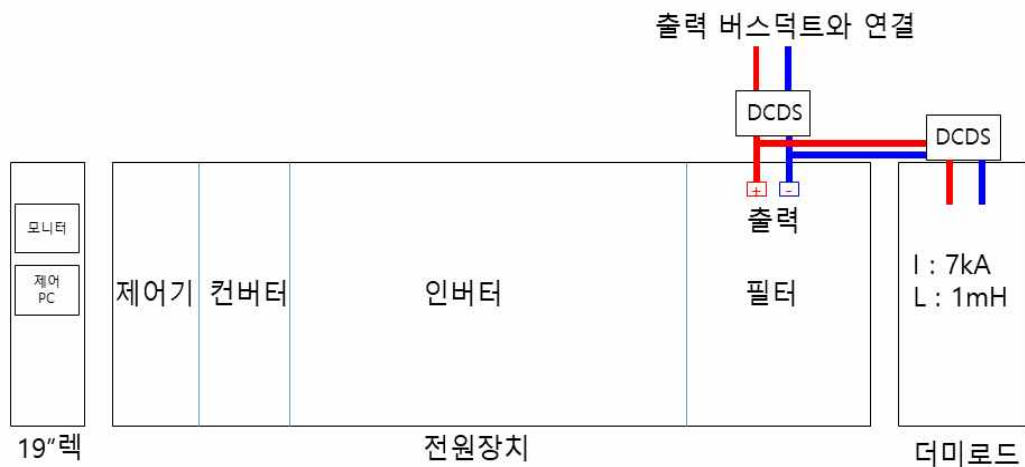 출력 버스덕트와 연결
DCDS
DCDS
+
-
출력
모니터
제어
PC
제어기
컨버터
인버터
필터
I : 7kA
L : 1mH
19”렉
전원장치
더미로드